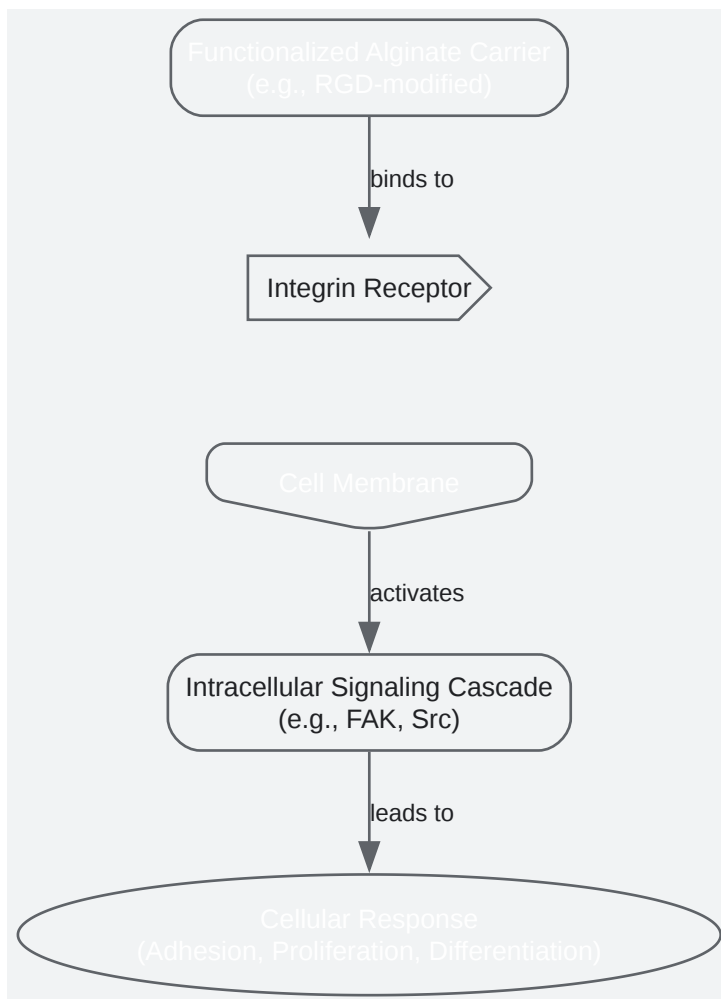 Functionalized Alginate Carrier
(e.g., RGD-modified)
binds to
Integrin Receptor
Cell Membrane
activates
Intracellular Signaling Cascade
(e.g., FAK, Src)
leads to
Cellular Response
(Adhesion, Proliferation, Differentiation)